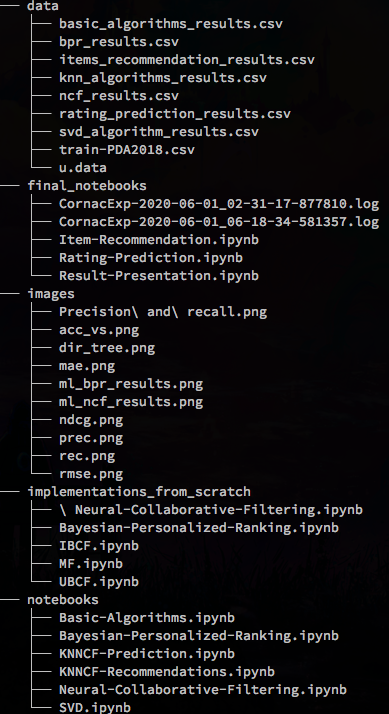 data
basic_algorithms_results.csv
bpr_results.csv
items_recommendation_results.csv
knn_algorithms_results.csv
ncf_results.csv
rating_prediction_results.csv
svd_algorithm_results.csv
train-PDA2018.csv
u.data
final_notebooks
CornacExp-2020-06-01_02-31-17-877810.log
CornacExp-2020-06-01_06-18-34-581357.log
Item-Recommendation.ipynb
Rating-Prediction.ipynb
Result-Presentation.ipynb
images
Precision\ and\ recall.png
acc_vs.png
dir_tree.png
mae.png
ml_bpr_results.png
ml_ncf_results.png
ndcg.png
prec.png
rec.png
rmse.png
implementations_from_scratch
\ Neural-Collaborative-Filtering.ipynb
Bayesian-Personalized-Ranking.ipynb
IBCF.ipynb
MF.ipynb
UBCF.ipynb
notebooks
Basic-Algorithms.ipynb
Bayesian-Personalized-Ranking.ipynb
KNNCF-Prediction.ipynb
KNNCF-Recommendations.ipynb
Neural-Collaborative-Filtering.ipynb
SVD.ipynb